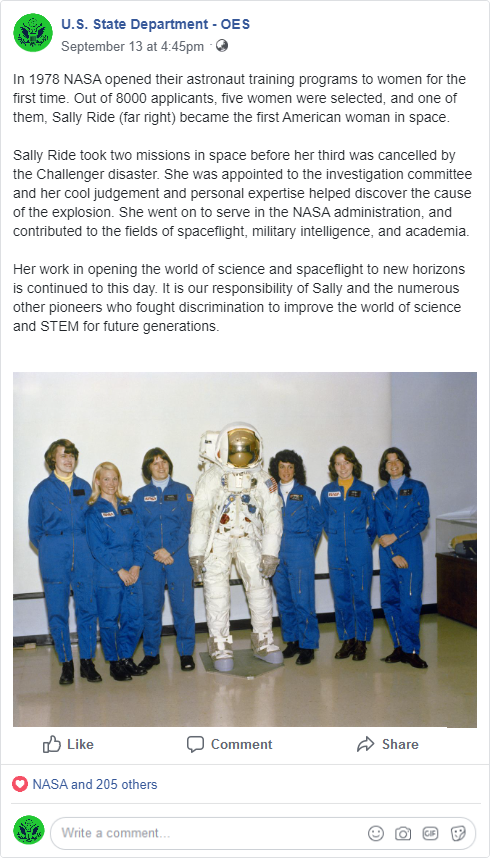 U.S. State Department - OES
September 13 at 4:45pm ·
In 1978 NASA opened their astronaut training programs to women for the
first time. Out of 8000 applicants, five women were selected, and one of
them, Sally Ride (far right) became the first American woman in space.
Sally Ride took two missions in space before her third was cancelled by
the Challenger disaster. She was appointed to the investigation committee
and her cool judgement and personal expertise helped discover the cause
of the explosion. She went on to serve in the NASA administration, and
contributed to the fields of spaceflight, military intelligence, and academia.
Her work in opening the world of science and spaceflight to new horizons
is continued to this day. It is our responsibility of Sally and the numerous
other pioneers who fought discrimination to improve the world of science
and STEM for future generations.
Like
Comment
Share
NASA and 205 others
Write a comment...
GIF